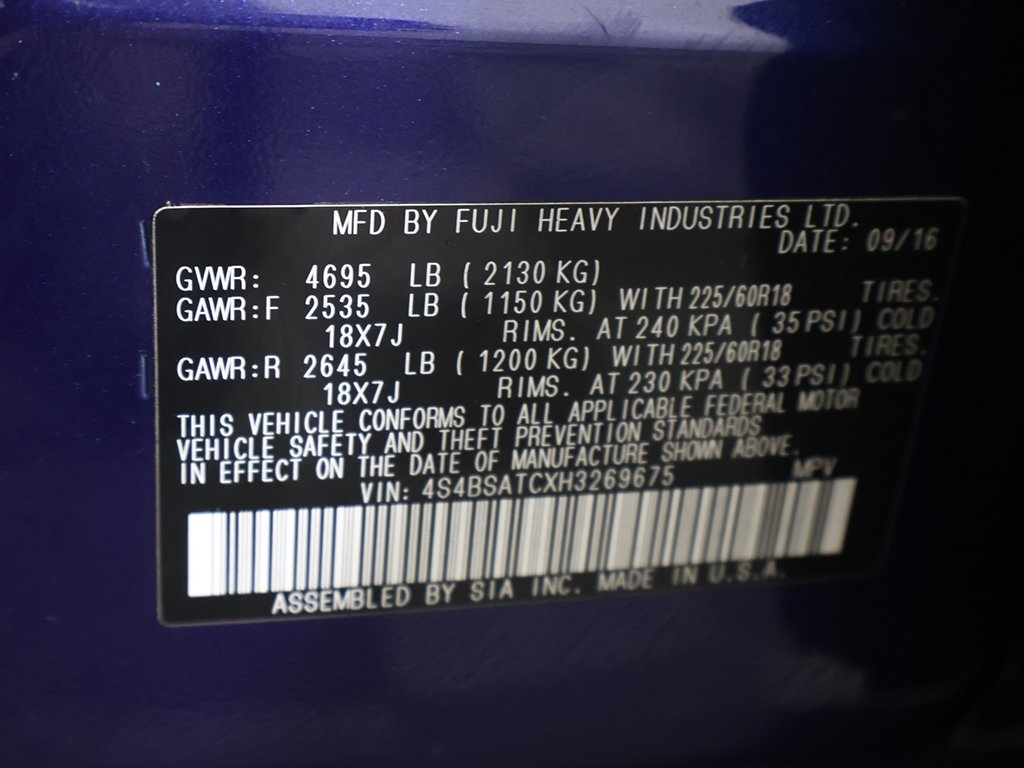 MFD BY FUJI HEAVY INDUSTRIES LTD.
DATE: 09/16
GVWR: 4695 LB ( 2130 KG)
GAWR:F 2535 LB ( 1150 KG) WITH 225/60R18 TIRES.
18X7J RIMS. AT 240 KPA ( 35 PSI) COLD
GAWR:R 2645 LB ( 1200 KG) WITH 225/60R18 TIRES.
18X7J RIMS. AT 230 KPA ( 33 PSI) COLD
THIS VEHICLE CONFORMS TO ALL APPLICABLE FEDERAL MOTOR
VEHICLE SAFETY AND THEFT PREVENTION STANDARDS
IN EFFECT ON THE DATE OF MANUFACTURE SHOWN ABOVE.
VIN: 4S4BSATCXH3269675 MPV
ASSEMBLED BY SIA INC. MADE IN U.S.A.